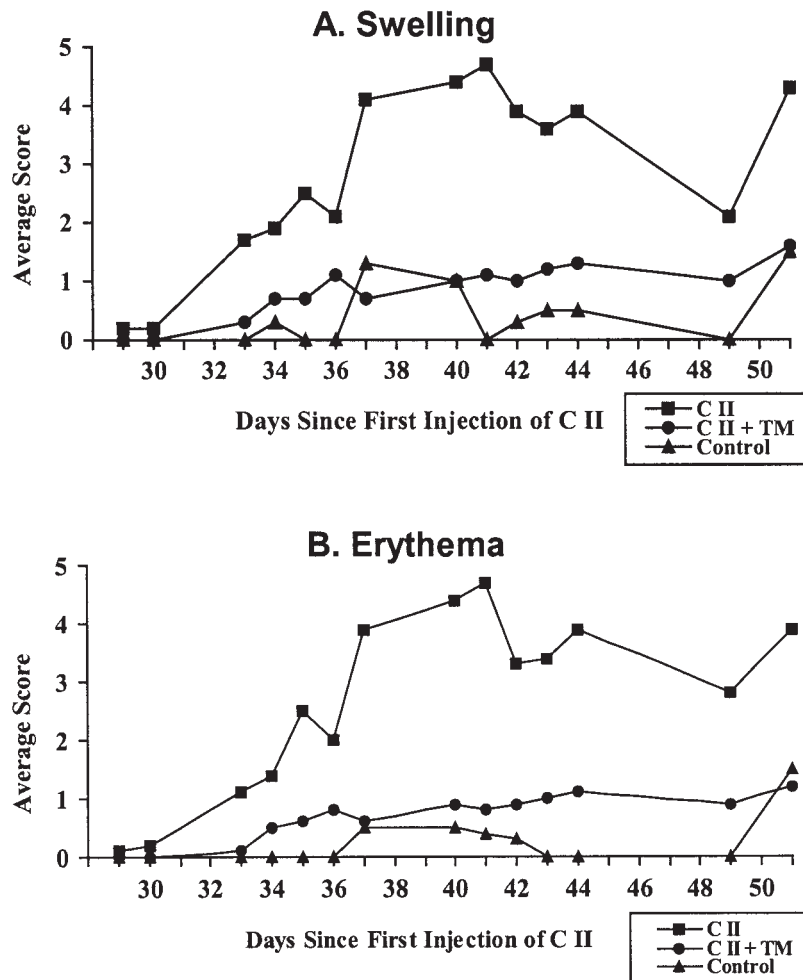 A. Swelling
5
4
3
2
1
0
Average Score
30 32 34 36 38 40 42 44 46 48 50
Days Since First Injection of C II
C II
C II + TM
Control
B. Erythema
5
4
3
2
1
0
Average Score
30 32 34 36 38 40 42 44 46 48 50
Days Since First Injection of C II
C II
C II + TM
Control